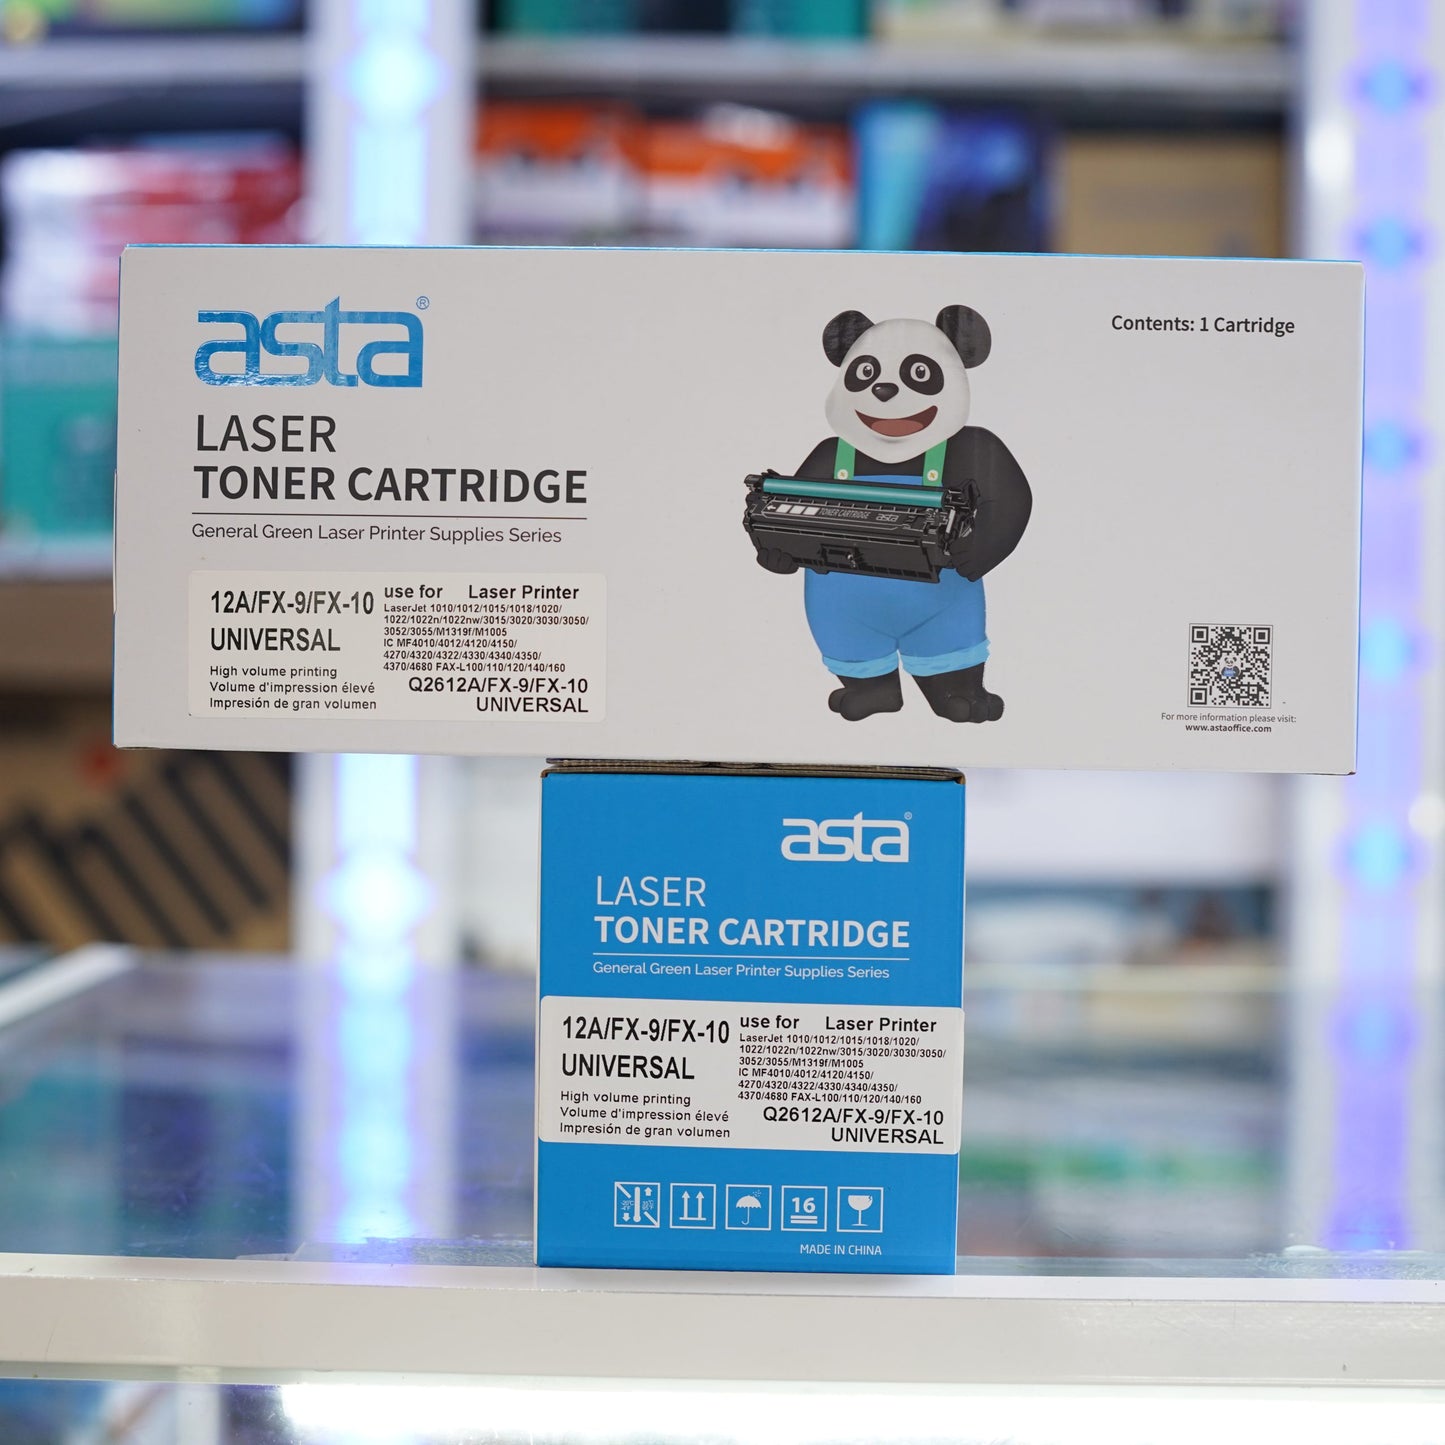 asta®
LASER
TONER CARTRIDGE
General Green Laser Printer Supplies Series
12A/FX-9/FX-10
UNIVERSAL
High volume printing
Volume d'impression élevé
Impresión de gran volumen
use for Laser Printer
LaserJet 1010/1012/1015/1018/1020/
1022/1022n/1022nw/3015/3020/3030/3050/
3052/3055/M1319f/M1005
IC MF4010/4012/4120/4150/
4270/4320/4322/4330/4340/4350/
4370/4680 FAX-L100/110/120/140/160
Q2612A/FX-9/FX-10
UNIVERSAL
Contents: 1 Cartridge
TONER CARTRIDGE asta
For more information please visit:
www.astaoffice.com
asta®
LASER
TONER CARTRIDGE
General Green Laser Printer Supplies Series
12A/FX-9/FX-10
UNIVERSAL
High volume printing
Volume d'impression élevé
Impresión de gran volumen
use for Laser Printer
LaserJet 1010/1012/1015/1018/1020/
1022/1022n/1022nw/3015/3020/3030/3050/
3052/3055/M1319f/M1005
IC MF4010/4012/4120/4150/
4270/4320/4322/4330/4340/4350/
4370/4680 FAX-L100/110/120/140/160
Q2612A/FX-9/FX-10
UNIVERSAL
16
MADE IN CHINA